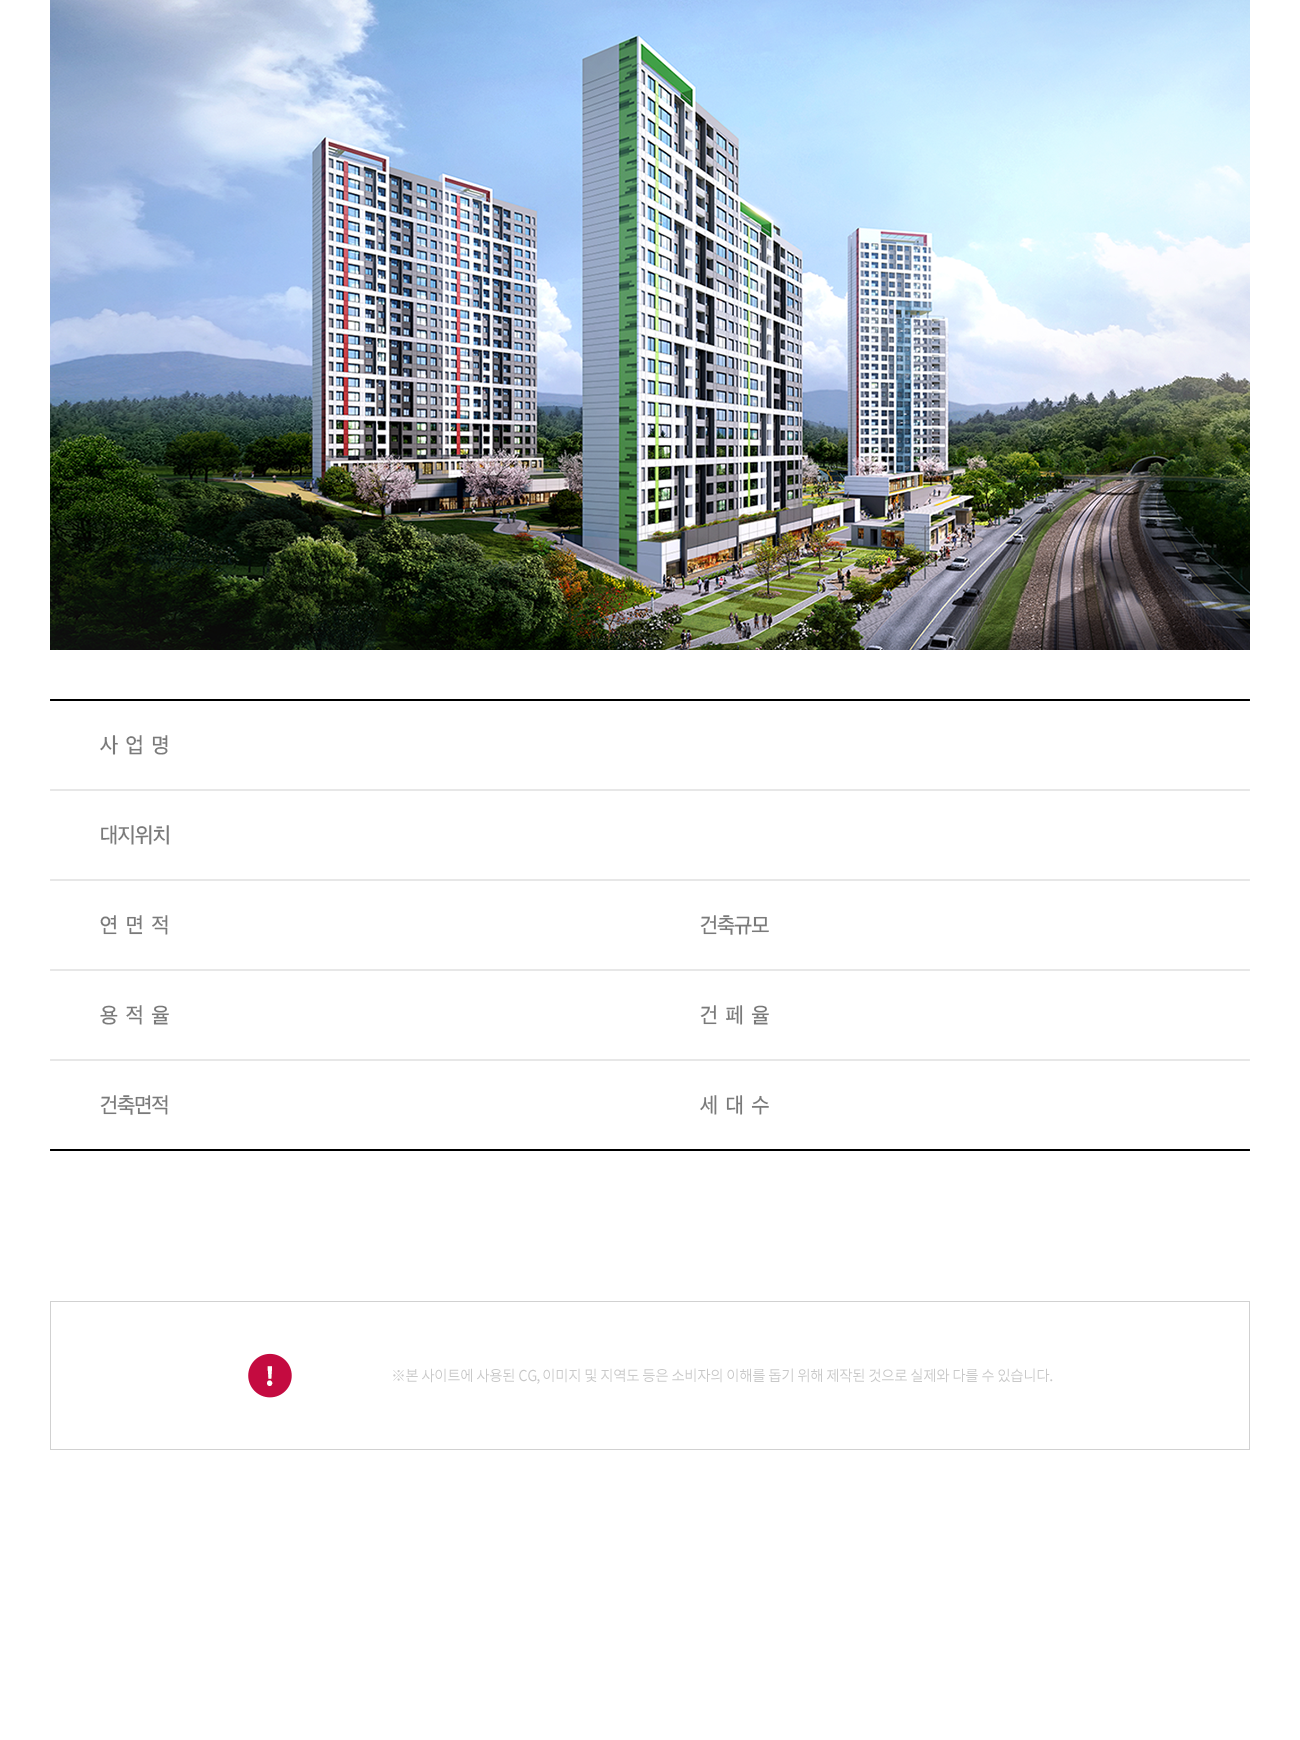 사 업 명
대지위치
연 면 적 건축규모
용 적 율 건 페 율
건축면적 세 대 수
※본 사이트에 사용된 CG, 이미지 및 지역도 등은 소비자의 이해를 돕기 위해 제작된 것으로 실제와 다를 수 있습니다.